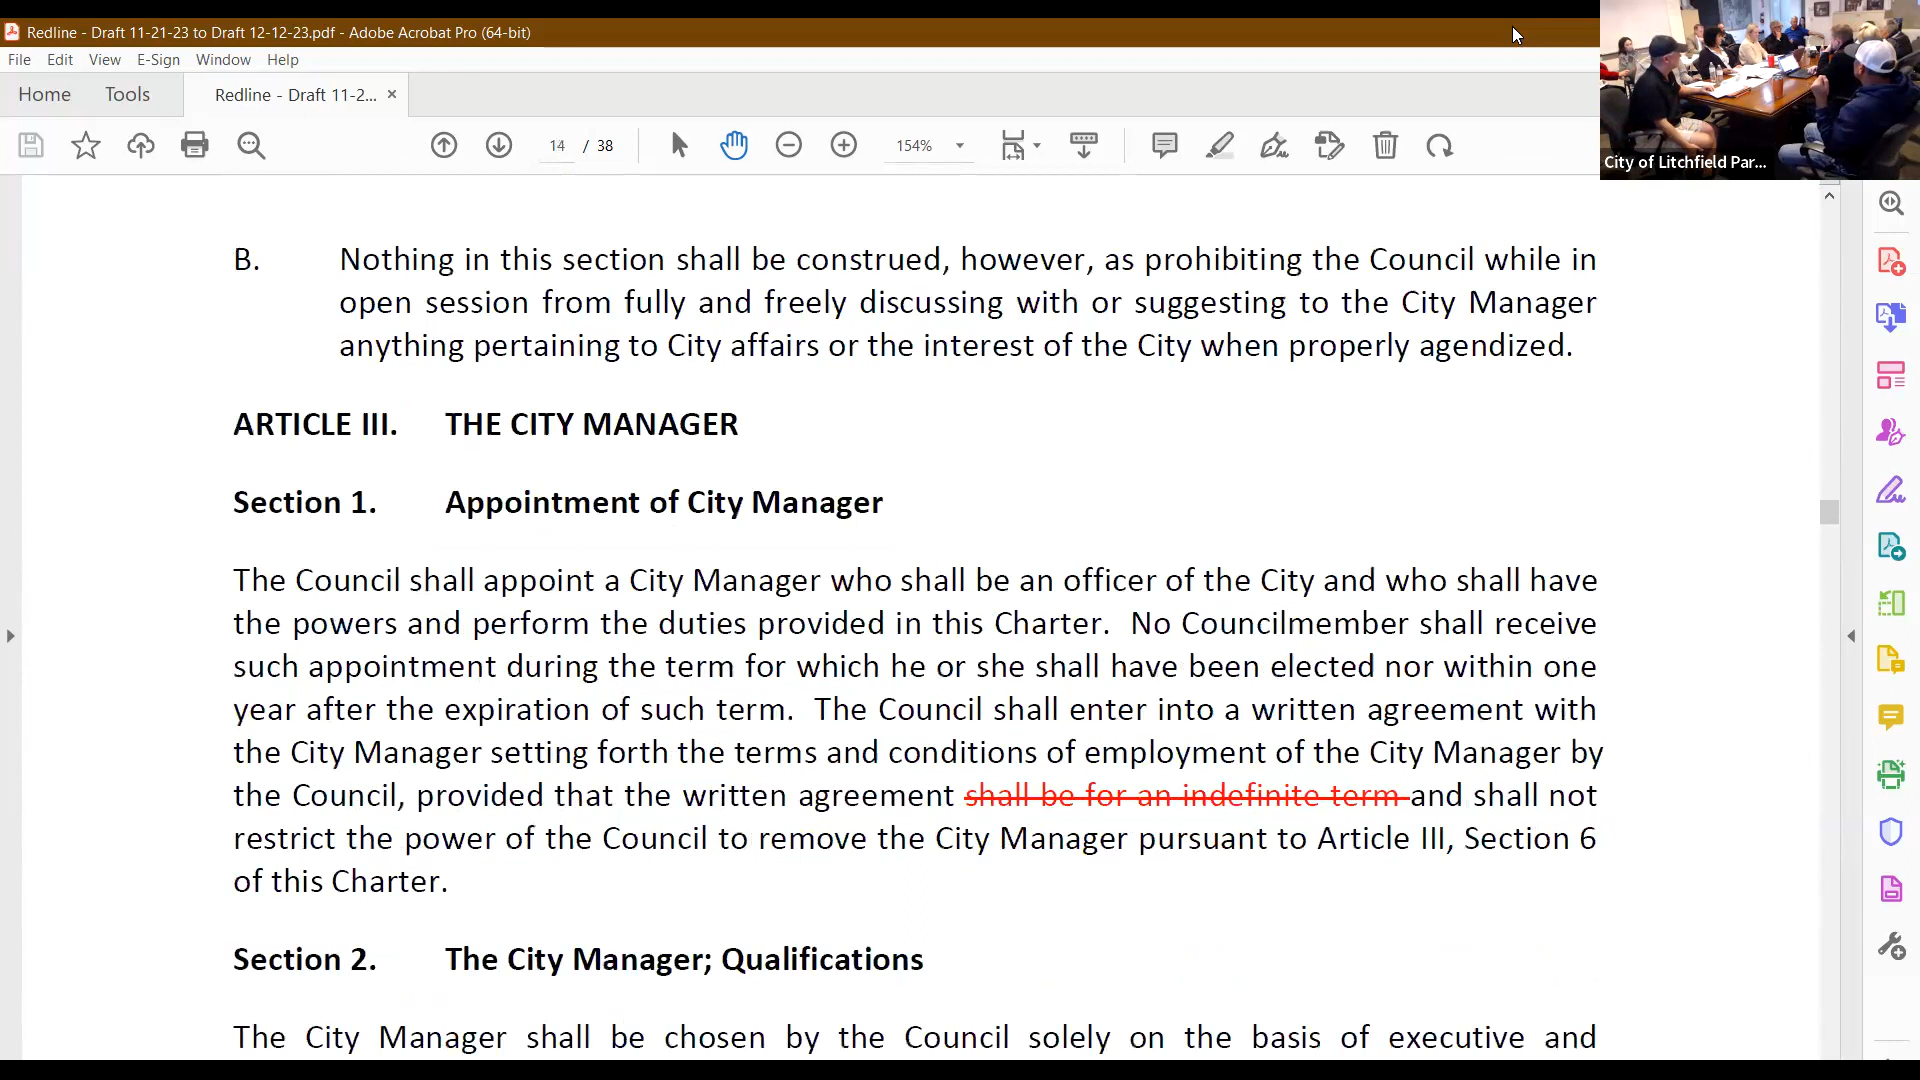 Redline - Draft 11-21-23 to Draft 12-12-23.pdf - Adobe Acrobat Pro (64-bit)
File Edit View E-Sign Window Help
Home Tools Redline - Draft 11-2... ×
14 / 38 154%
City of Litchfield Par...
B. Nothing in this section shall be construed, however, as prohibiting the Council while in
open session from fully and freely discussing with or suggesting to the City Manager
anything pertaining to City affairs or the interest of the City when properly agendized.
ARTICLE III. THE CITY MANAGER
Section 1. Appointment of City Manager
The Council shall appoint a City Manager who shall be an officer of the City and who shall have
the powers and perform the duties provided in this Charter. No Councilmember shall receive
such appointment during the term for which he or she shall have been elected nor within one
year after the expiration of such term. The Council shall enter into a written agreement with
the City Manager setting forth the terms and conditions of employment of the City Manager by
the Council, provided that the written agreement shall be for an indefinite term and shall not
restrict the power of the Council to remove the City Manager pursuant to Article III, Section 6
of this Charter.
Section 2. The City Manager; Qualifications
The City Manager shall be chosen by the Council solely on the basis of executive and